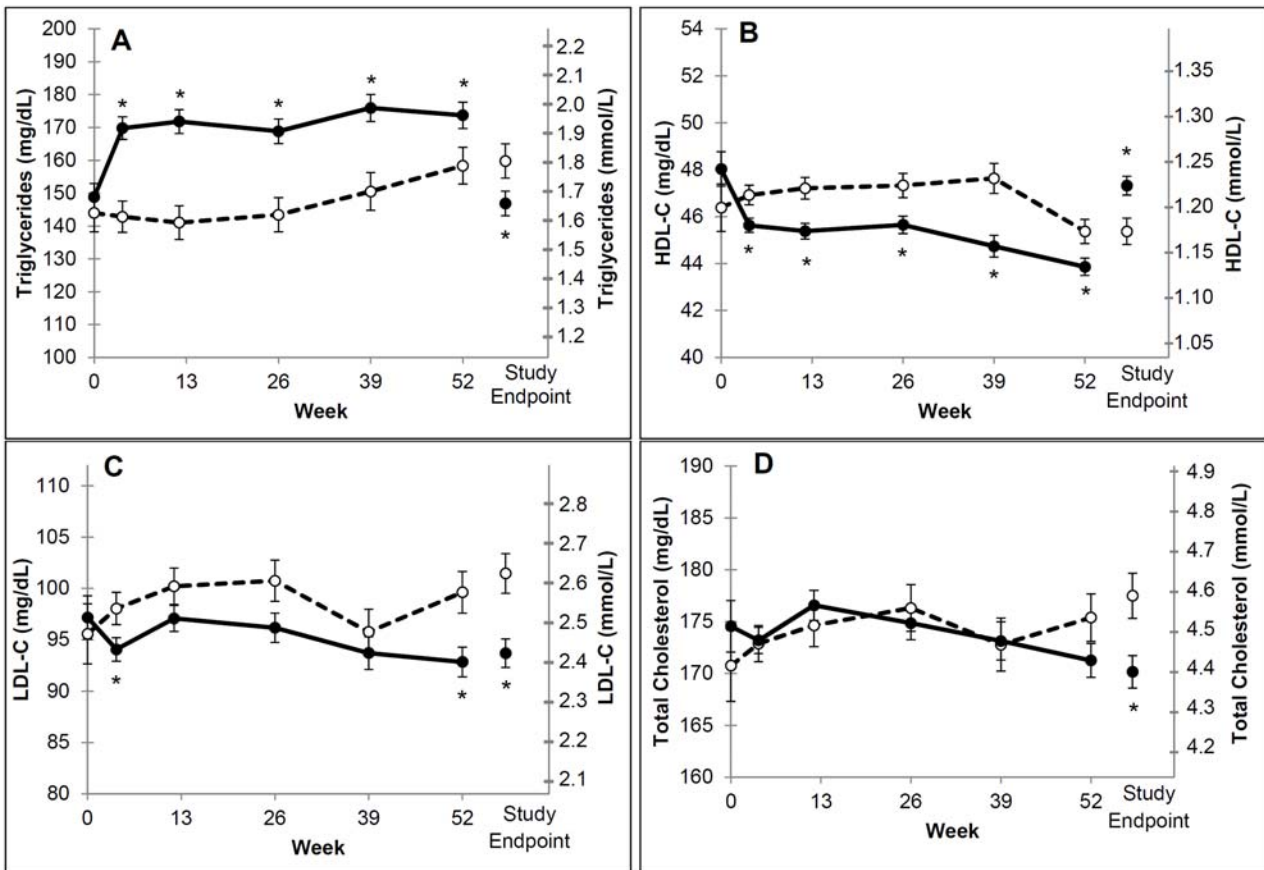 A
Triglycerides (mg/dL)
200
190
180
170
160
150
140
130
120
110
100
* * * * *
*
2.2
2.1
2.0
1.9
1.8
1.7
1.6
1.5
1.4
1.3
1.2
Triglycerides (mmol/L)
0 13 26 39 52 Study
Endpoint
Week
B
HDL-C (mg/dL)
54
52
50
48
46
44
42
40
*
* * * * *
1.35
1.30
1.25
1.20
1.15
1.10
1.05
HDL-C (mmol/L)
0 13 26 39 52 Study
Endpoint
Week
C
LDL-C (mg/dL)
110
105
100
95
90
85
80
* * *
2.8
2.7
2.6
2.5
2.4
2.3
2.2
2.1
LDL-C (mmol/L)
0 13 26 39 52 Study
Endpoint
Week
D
Total Cholesterol (mg/dL)
190
185
180
175
170
165
160
*
4.9
4.8
4.7
4.6
4.5
4.4
4.3
4.2
Total Cholesterol (mmol/L)
0 13 26 39 52 Study
Endpoint
Week